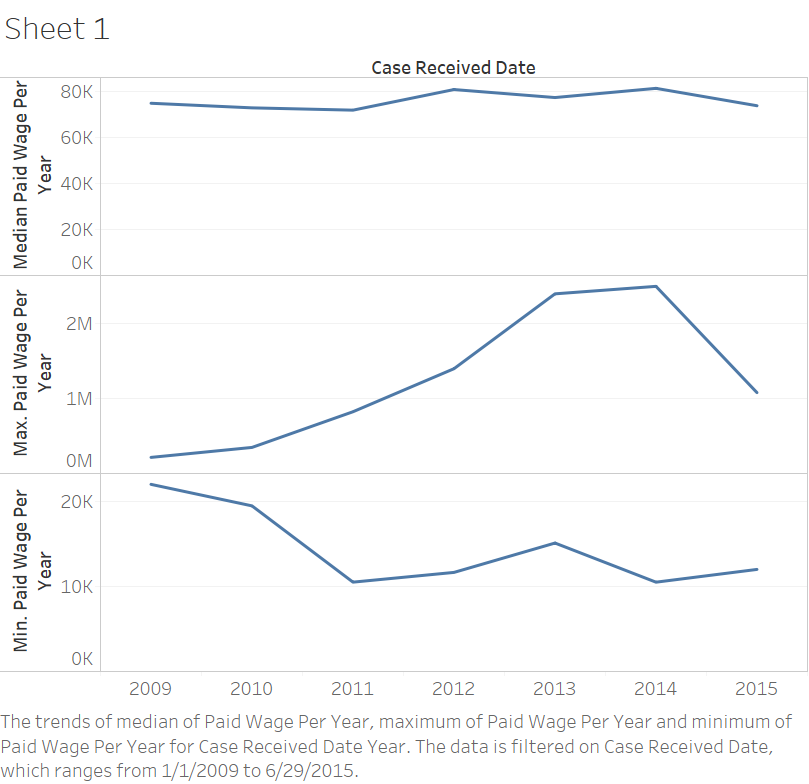 Sheet 1
Case Received Date
Median Paid Wage Per
Year
80K
60K
40K
20K
0K
Max. Paid Wage Per
Year
2M
1M
0M
Min. Paid Wage Per
Year
20K
10K
0K
2009 2010 2011 2012 2013 2014 2015
The trends of median of Paid Wage Per Year, maximum of Paid Wage Per Year and minimum of
Paid Wage Per Year for Case Received Date Year. The data is filtered on Case Received Date,
which ranges from 1/1/2009 to 6/29/2015.